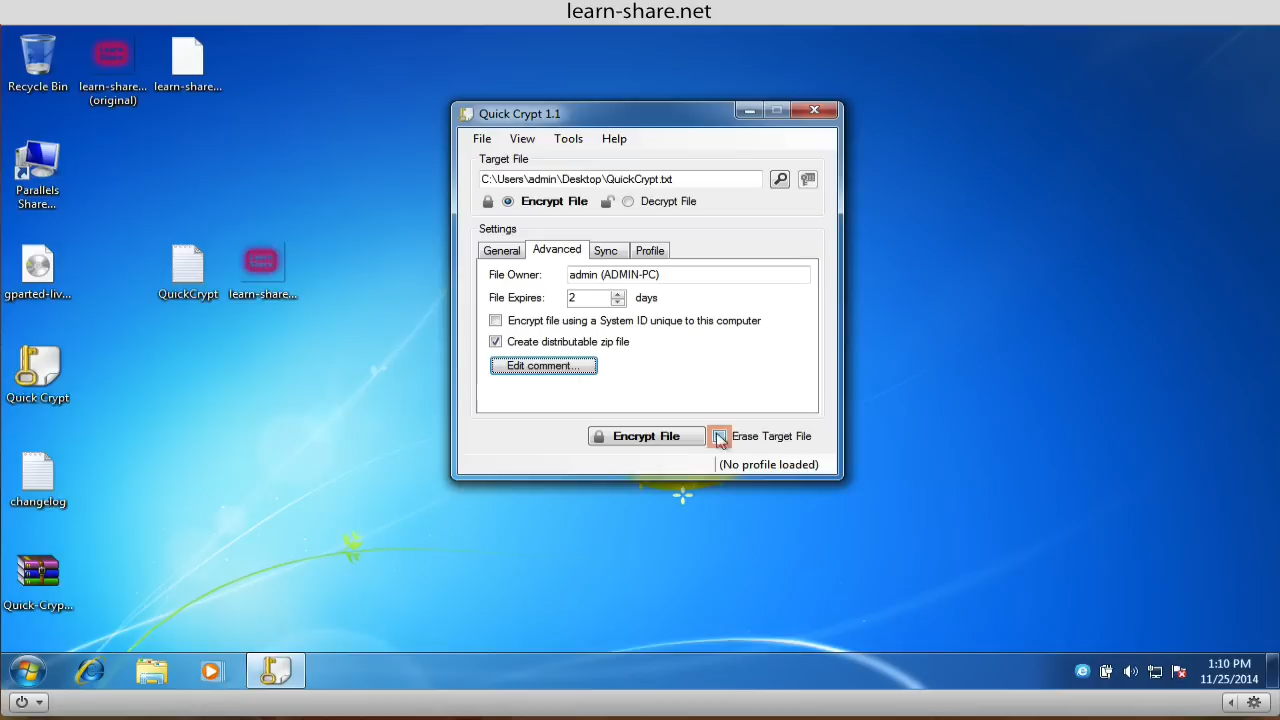 learn-share.net
Recycle Bin
learn-share...
(original)
learn-share...
Parallels
Share...
gparted-liv...
QuickCrypt
learn-share...
Quick Crypt
changelog
Quick-Cryp...
Quick Crypt 1.1
File View Tools Help
Target File
C:\Users\admin\Desktop\QuickCrypt.txt
Encrypt File Decrypt File
Settings
General Advanced Sync Profile
File Owner: admin (ADMIN-PC)
File Expires: 2 days
Encrypt file using a System ID unique to this computer
Create distributable zip file
Edit comment...
Encrypt File Erase Target File
(No profile loaded)
1:10 PM
11/25/2014